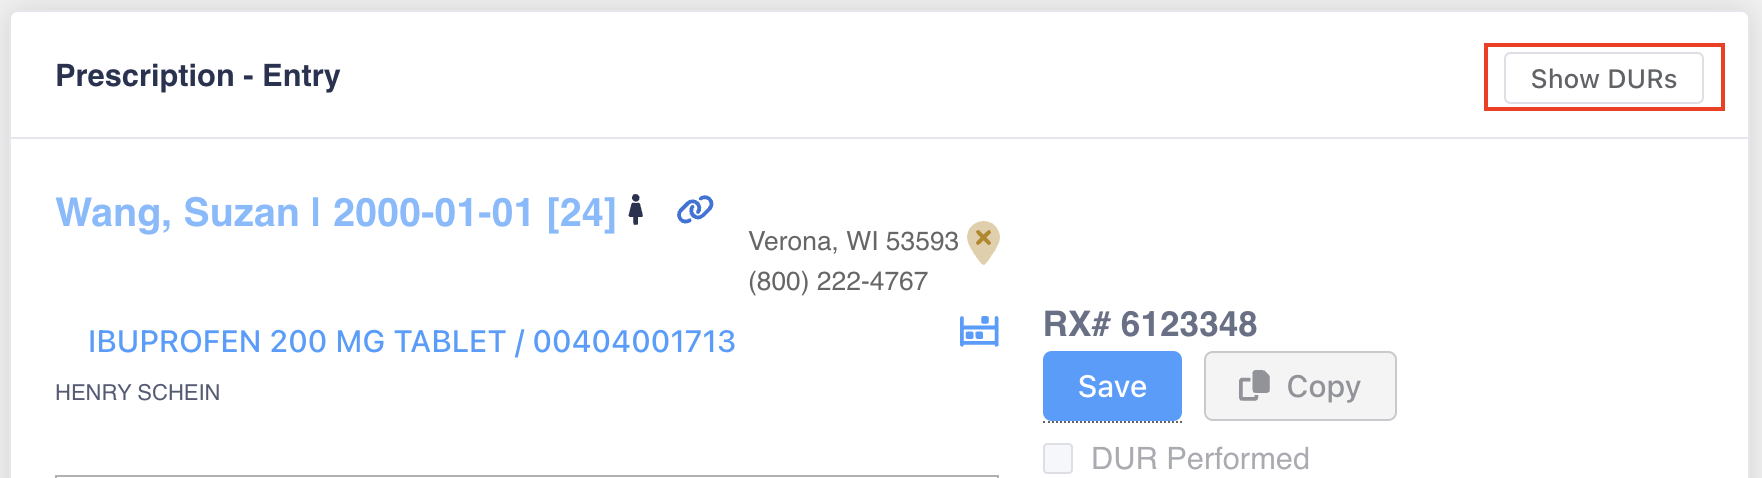 Prescription - Entry
Show DURs
Wang, Suzan | 2000-01-01 [24]
Verona, WI 53593
(800) 222-4767
IBUPROFEN 200 MG TABLET / 00404001713
HENRY SCHEIN
RX# 6123348
Save
Copy
DUR Performed